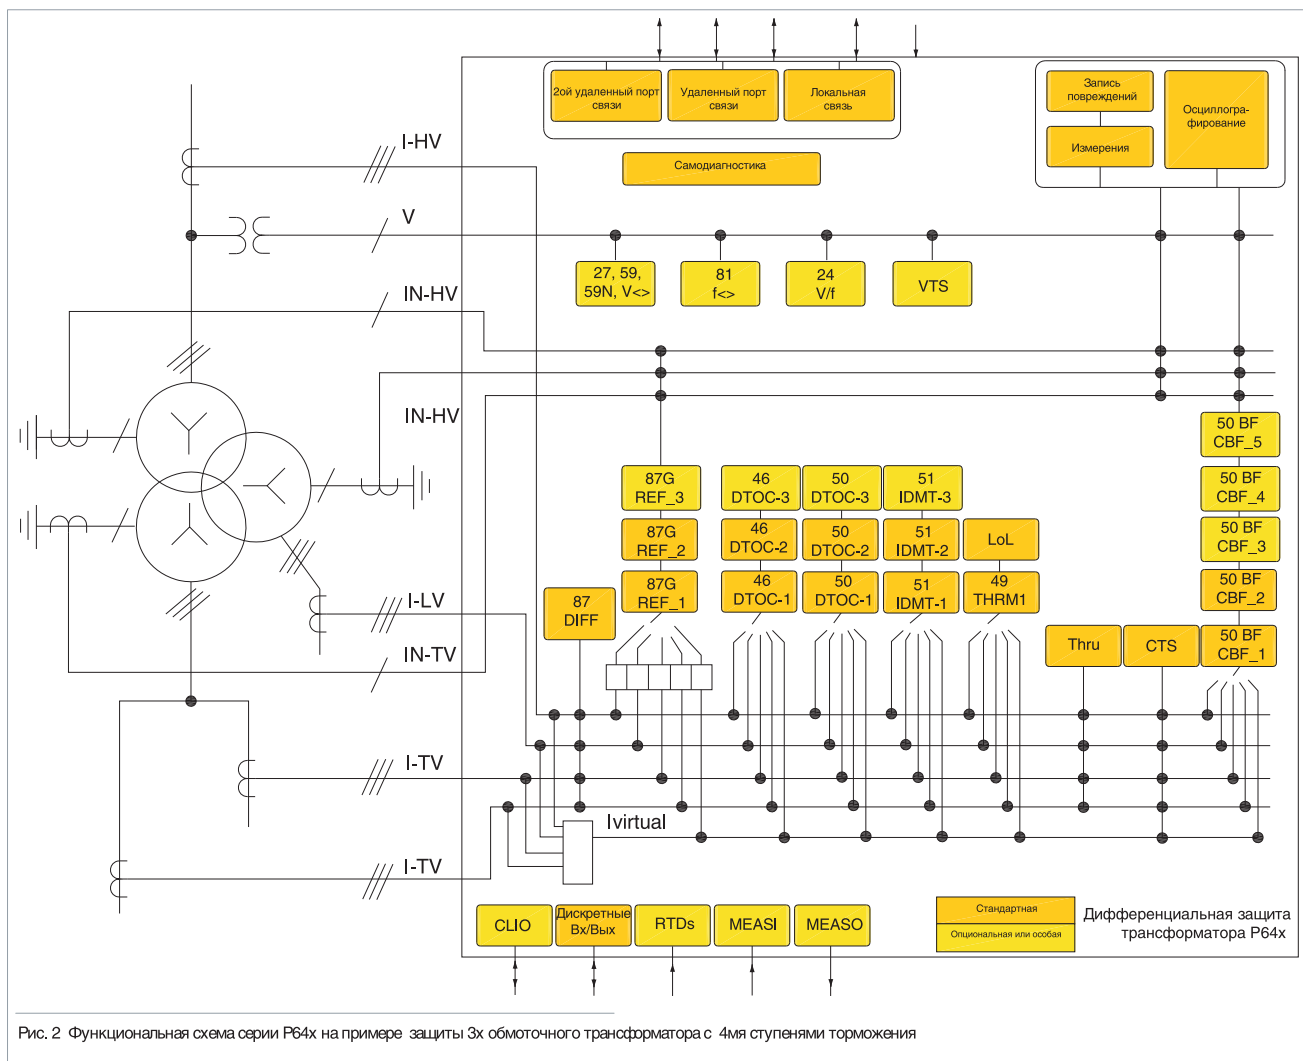 2ой удаленный порт
связи
Удаленный порт
связи
Локальная
связь
Запись
повреждений
Осциллогра-
фирование
Измерения
Самодиагностика
I-HV
V
27, 59,
59N, V<>
81
f<>
24
V/f
VTS
IN-HV
IN-HV
50 BF
CBF_5
50 BF
CBF_4
50 BF
CBF_3
50 BF
CBF_2
50 BF
CBF_1
87G
REF_3
46
DTOC-3
50
DTOC-3
51
IDMT-3
87G
REF_2
46
DTOC-2
50
DTOC-2
51
IDMT-2
LoL
87G
REF_1
46
DTOC-1
50
DTOC-1
51
IDMT-1
49
THRM1
87
DIFF
Thru
CTS
I-LV
IN-TV
I-TV
Ivirtual
I-TV
CLIO
Дискретные
Вх/Вых
RTDs
MEASI
MEASO
Стандартная
Опциональная или особая
Дифференциальная защита
трансформатора P64x
Рис. 2 Функциональная схема серии P64x на примере защиты 3х обмоточного трансформатора с 4мя ступенями торможения